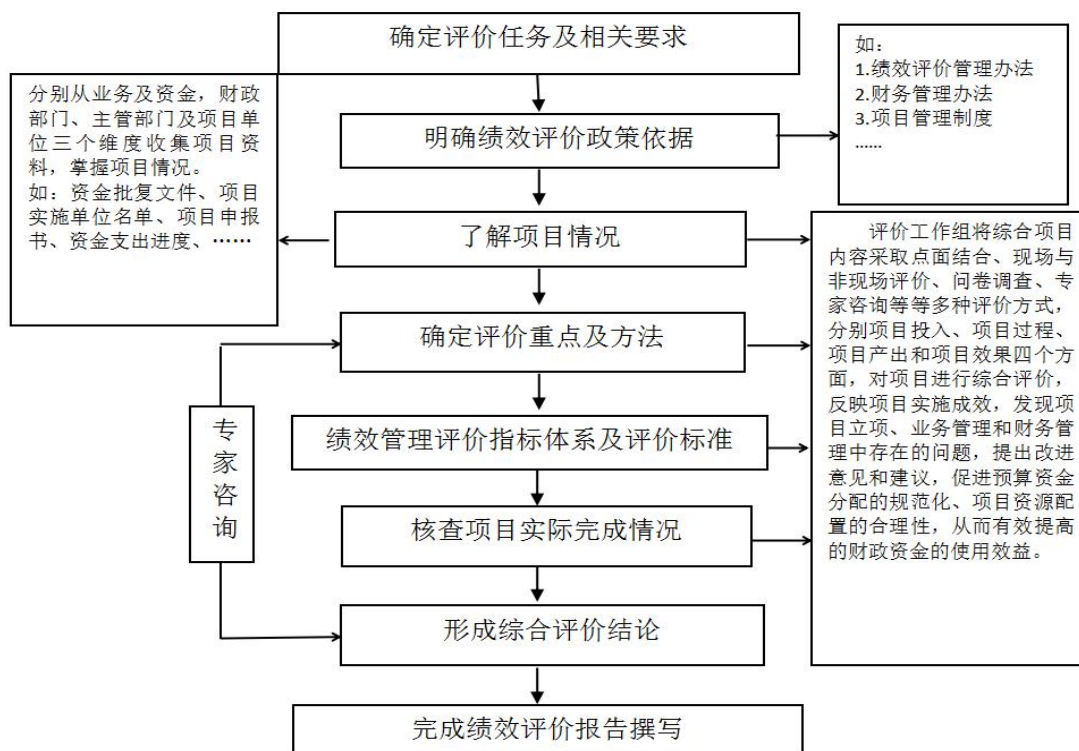 确定评价任务及相关要求
如：
1.绩效评价管理办法
2.财务管理办法
3.项目管理制度
……
分别从业务及资金，财政
部门、主管部门及项目单
位三个维度收集项目资
料，掌握项目情况。
如：资金批复文件、项目
实施单位名单、项目申报
书、资金支出进度、……
明确绩效评价政策依据
了解项目情况
评价工作组将综合项目
内容采取点面结合、现场与
非现场评价、问卷调查、专
家咨询等等多种评价方式，
分别项目投入、项目过程、
项目产出和项目效果四个方
面，对项目进行综合评价，
反映项目实施成效，发现项
目立项、业务管理和财务管
理中存在的问题，提出改进
意见和建议，促进预算资金
分配的规范化、项目资源配
置的合理性，从而有效提高
的财政资金的使用效益。
确定评价重点及方法
专家咨询
绩效管理评价指标体系及评价标准
核查项目实际完成情况
形成综合评价结论
完成绩效评价报告撰写